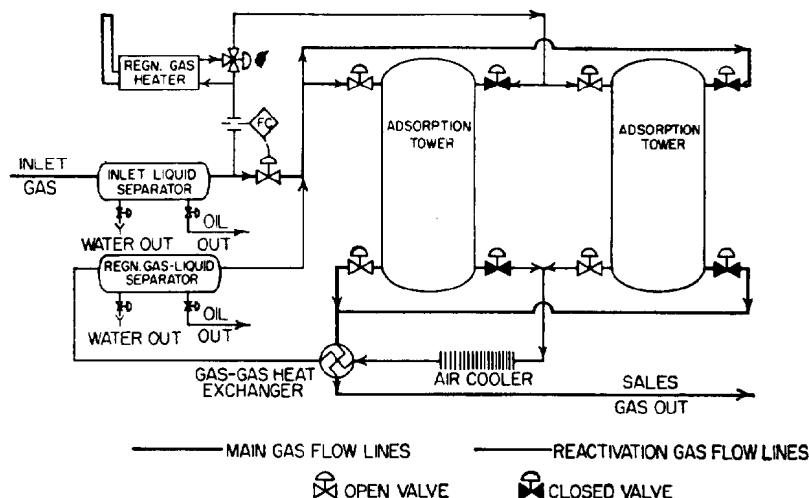 REGN. GAS
HEATER
FC
ADSORPTION
TOWER
ADSORPTION
TOWER
INLET
GAS
INLET LIQUID
SEPARATOR
WATER OUT
OIL
OUT
REGN. GAS-LIQUID
SEPARATOR
WATER OUT
OIL
OUT
GAS-GAS HEAT
EXCHANGER
AIR COOLER
SALES
GAS OUT
MAIN GAS FLOW LINES
REACTIVATION GAS FLOW LINES
OPEN VALVE
CLOSED VALVE